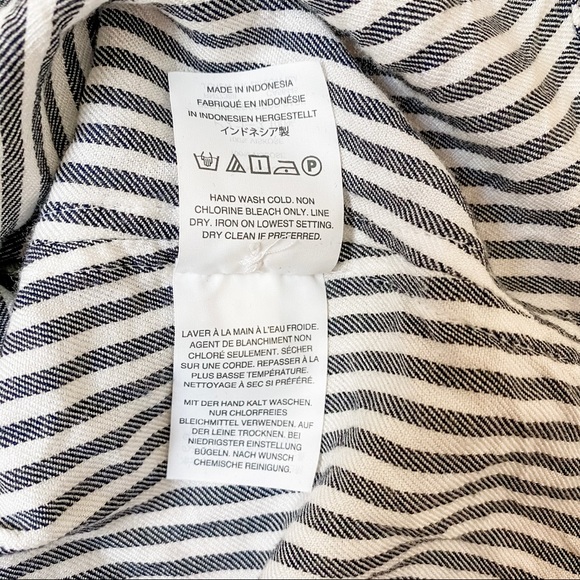 MADE IN INDONESIA
FABRIQUÉ EN INDONÉSIE
IN INDONESIEN HERGESTELLT
インドネシア製
P
HAND WASH COLD. NON
CHLORINE BLEACH ONLY. LINE
DRY. IRON ON LOWEST SETTING.
DRY CLEAN IF PREFERRED.
LAVER À LA MAIN À L'EAU FROIDE.
AGENT DE BLANCHIMENT NON
CHLORÉ SEULEMENT. SÉCHER
SUR UNE CORDE. REPASSER À LA
PLUS BASSE TEMPÉRATURE.
NETTOYAGE À SEC SI PRÉFÉRÉ.
MIT DER HAND KALT WASCHEN.
NUR CHLORFREIES
BLEICHMITTEL VERWENDEN. AUF
DER LEINE TROCKNEN. BEI
NIEDRIGSTER EINSTELLUNG
BÜGELN. NACH WUNSCH
CHEMISCHE REINIGUNG.